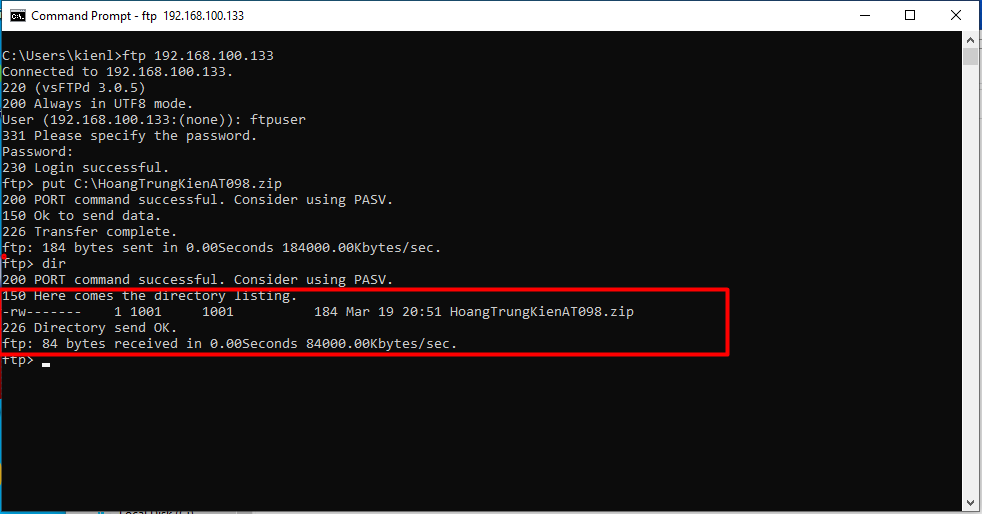 Command Prompt - ftp 192.168.100.133
C:\Users\kienl>ftp 192.168.100.133
Connected to 192.168.100.133.
220 (vsFTPd 3.0.5)
200 Always in UTF8 mode.
User (192.168.100.133:(none)): ftpuser
331 Please specify the password.
Password:
230 Login successful.
ftp> put C:\HoangTrungKienAT098.zip
200 PORT command successful. Consider using PASV.
150 Ok to send data.
226 Transfer complete.
ftp: 184 bytes sent in 0.00Seconds 184000.00Kbytes/sec.
ftp> dir
200 PORT command successful. Consider using PASV.
150 Here comes the directory listing.
-rw-------    1 1001     1001          184 Mar 19 20:51 HoangTrungKienAT098.zip
226 Directory send OK.
ftp: 84 bytes received in 0.00Seconds 84000.00Kbytes/sec.
ftp>